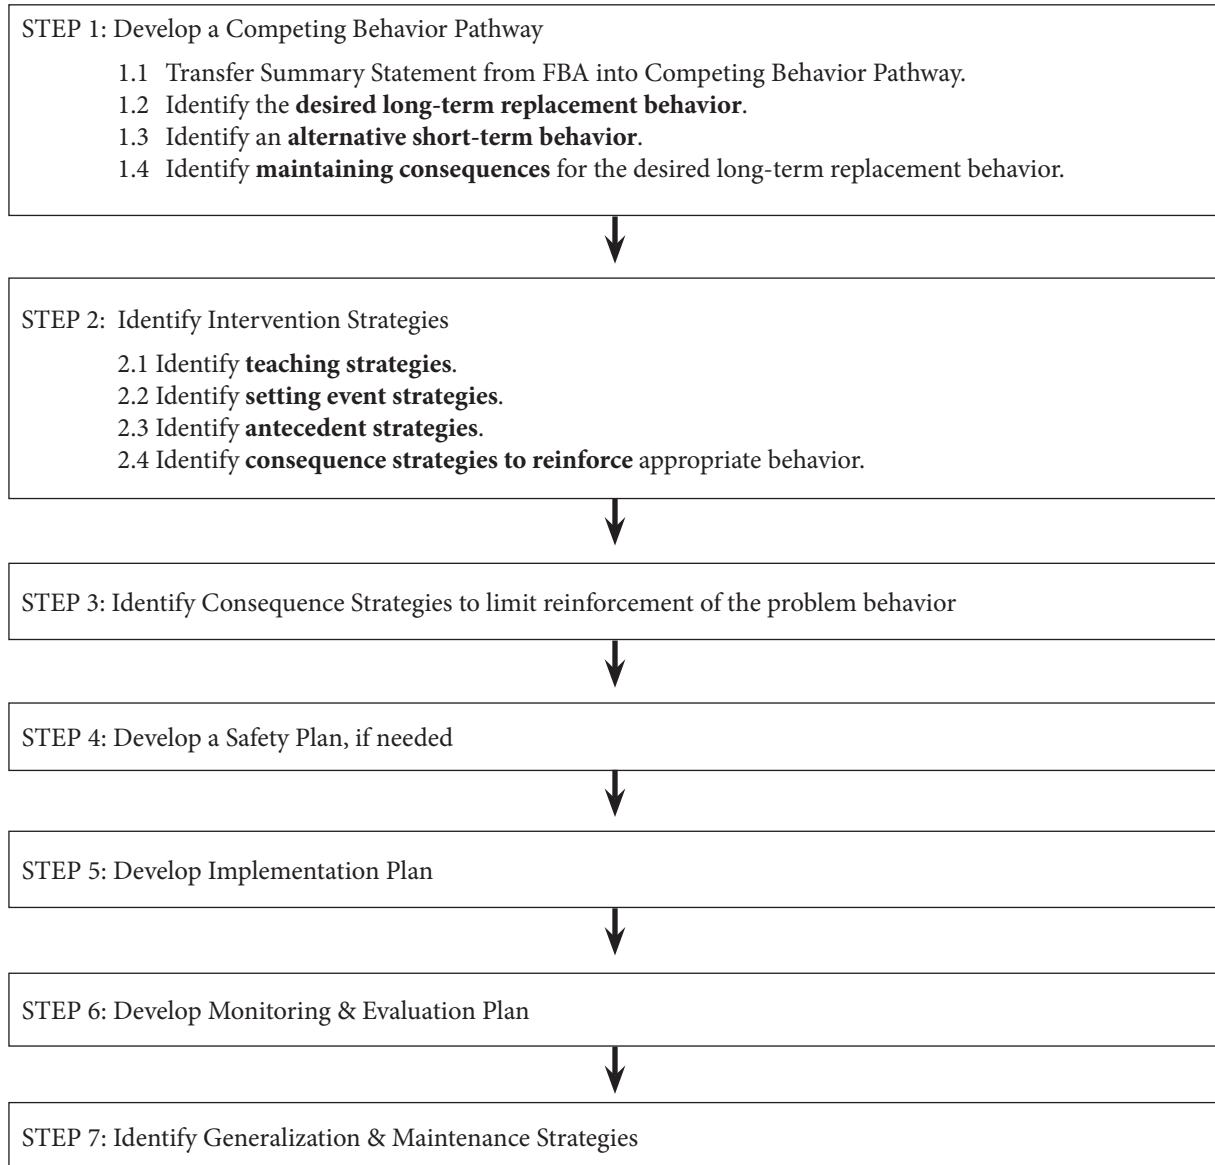 STEP 1: Develop a Competing Behavior Pathway
1.1 Transfer Summary Statement from FBA into Competing Behavior Pathway.
1.2 Identify the desired long-term replacement behavior.
1.3 Identify an alternative short-term behavior.
1.4 Identify maintaining consequences for the desired long-term replacement behavior.
STEP 2: Identify Intervention Strategies
2.1 Identify teaching strategies.
2.2 Identify setting event strategies.
2.3 Identify antecedent strategies.
2.4 Identify consequence strategies to reinforce appropriate behavior.
STEP 3: Identify Consequence Strategies to limit reinforcement of the problem behavior
STEP 4: Develop a Safety Plan, if needed
STEP 5: Develop Implementation Plan
STEP 6: Develop Monitoring & Evaluation Plan
STEP 7: Identify Generalization & Maintenance Strategies